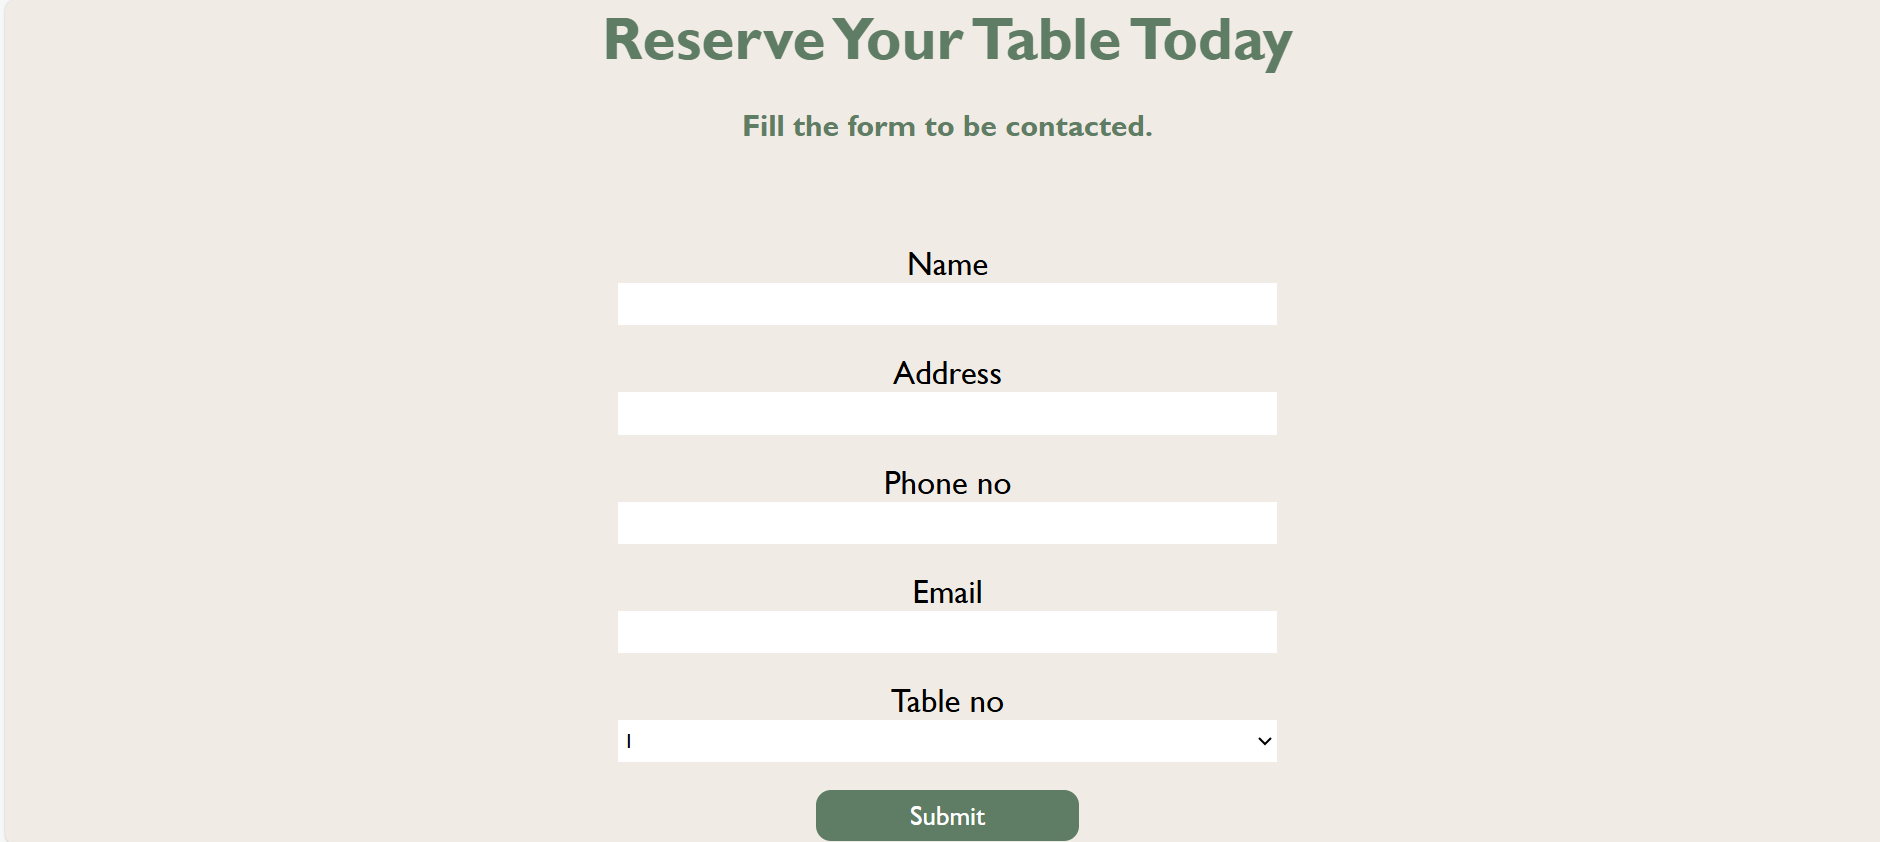 Reserve Your Table Today
Fill the form to be contacted.
Name
Address
Phone no
Email
Table no
1
Submit